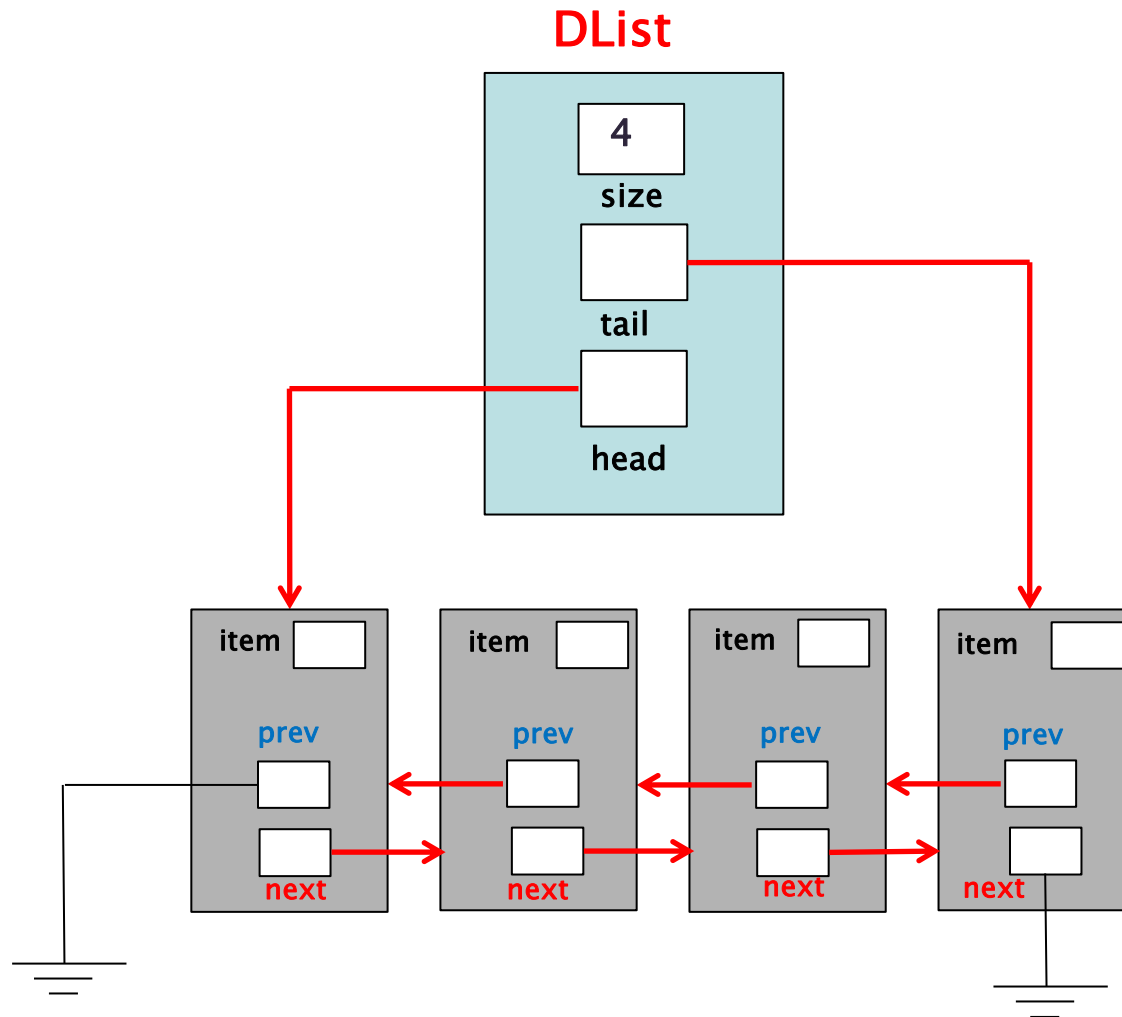 DList
4
size
tail
head
item item item item
prev prev prev prev
next next next next